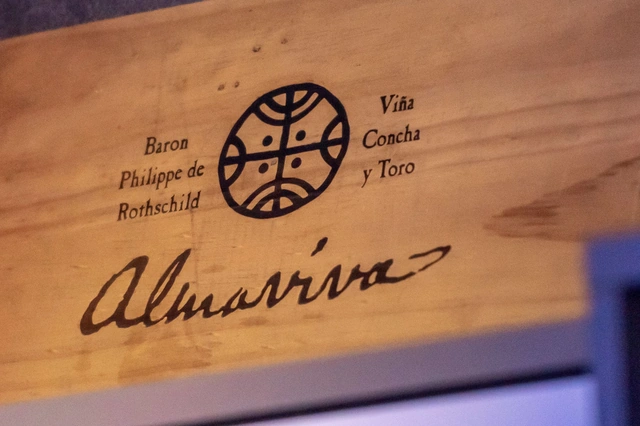 Baron
Philippe de
Rothschild
Viña
Concha
y Toro
Almaviva